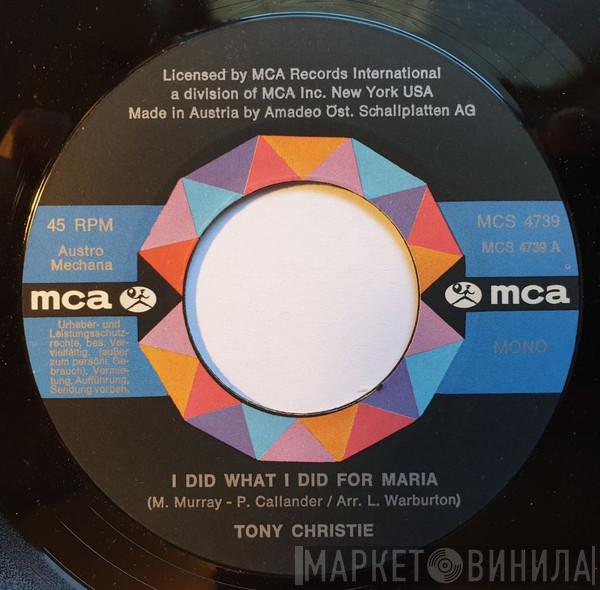 Licensed by MCA Records International
a division of MCA Inc. New York USA
Made in Austria by Amadeo Öst. Schallplatten AG
45 RPM
Austro
Mechana
MCS 4739
MCS 4739 A
mca
mca
Urheber- und
Leistungsschutz-
rechte, bes. Ver-
vielfältig. (außer
zum persönl. Ge-
brauch), Vermie-
tung, Aufführung,
Sendung vorbeh.
MONO
I DID WHAT I DID FOR MARIA
(M. Murray - P. Callander / Arr. L. Warburton)
TONY CHRISTIE
МАРКЕТ ВИНИЛА